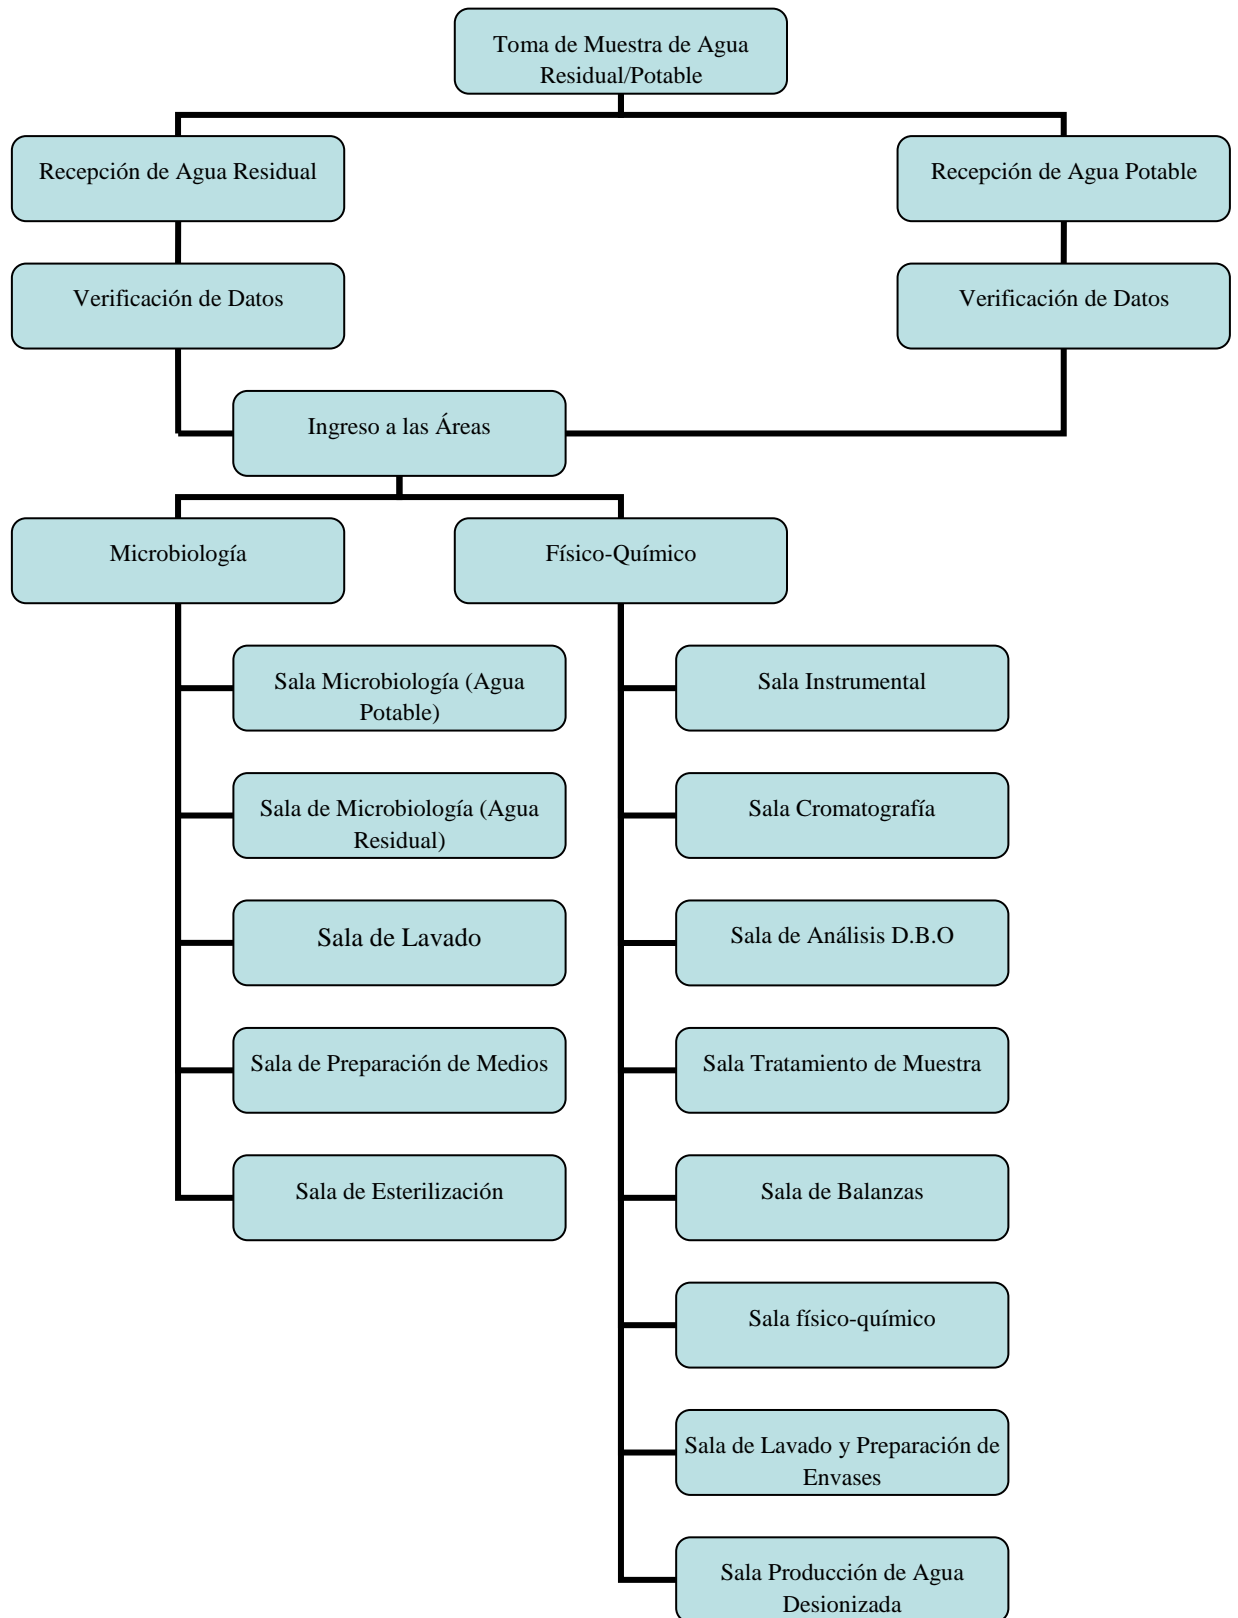 Toma de Muestra de Agua
Residual/Potable
Recepción de Agua Residual
Recepción de Agua Potable
Verificación de Datos
Verificación de Datos
Ingreso a las Áreas
Microbiología
Físico-Químico
Sala Microbiología (Agua
Potable)
Sala Instrumental
Sala de Microbiología (Agua
Residual)
Sala Cromatografía
Sala de Lavado
Sala de Análisis D.B.O
Sala de Preparación de Medios
Sala Tratamiento de Muestra
Sala de Esterilización
Sala de Balanzas
Sala físico-químico
Sala de Lavado y Preparación de
Envases
Sala Producción de Agua
Desionizada